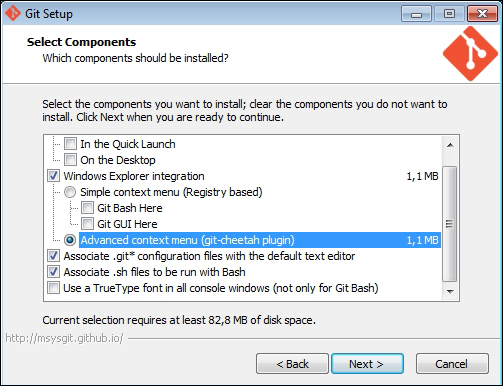 Git Setup
Select Components
Which components should be installed?
Select the components you want to install; clear the components you do not want to
install. Click Next when you are ready to continue.
In the Quick Launch
On the Desktop
Windows Explorer integration 1,1 MB
Simple context menu (Registry based)
Git Bash Here
Git GUI Here
Advanced context menu (git-cheetah plugin) 1,1 MB
Associate .git* configuration files with the default text editor
Associate .sh files to be run with Bash
Use a TrueType font in all console windows (not only for Git Bash)
Current selection requires at least 82,8 MB of disk space.
http://msysgit.github.io/
< Back Next > Cancel